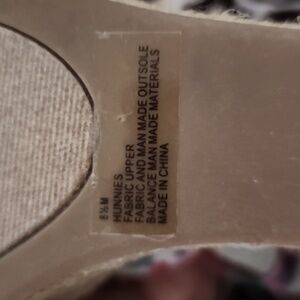 8½M
HUNNIES
FABRIC UPPER
FABRIC AND MAN MADE OUTSOLE
BALANCE MAN MADE MATERIALS
MADE IN CHINA